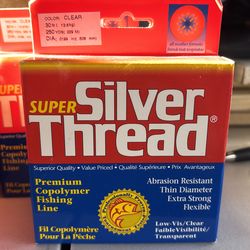 COLOR: CLEAR
SUPER
Silver
Thread®
Superior Quality • Value Priced • Qualité Supérieure • Prix Avantageux
Premium
Copolymer
Fishing
Line
Fil Copolymère
Pour La Pêche
Abrasion Resistant
Thin Diameter
Extra Strong
Flexible
Low-Vis/Clear
Faible Visibilité/
Transparent